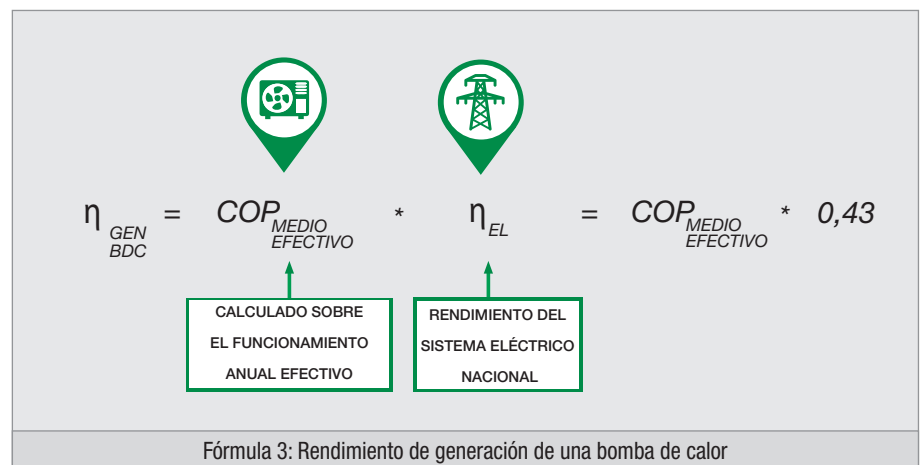 η GEN BDC = COP MEDIO EFECTIVO * η EL = COP MEDIO EFECTIVO * 0,43
CALCULADO SOBRE
EL FUNCIONAMIENTO
ANUAL EFECTIVO
RENDIMIENTO DEL
SISTEMA ELÉCTRICO
NACIONAL
Fórmula 3: Rendimiento de generación de una bomba de calor